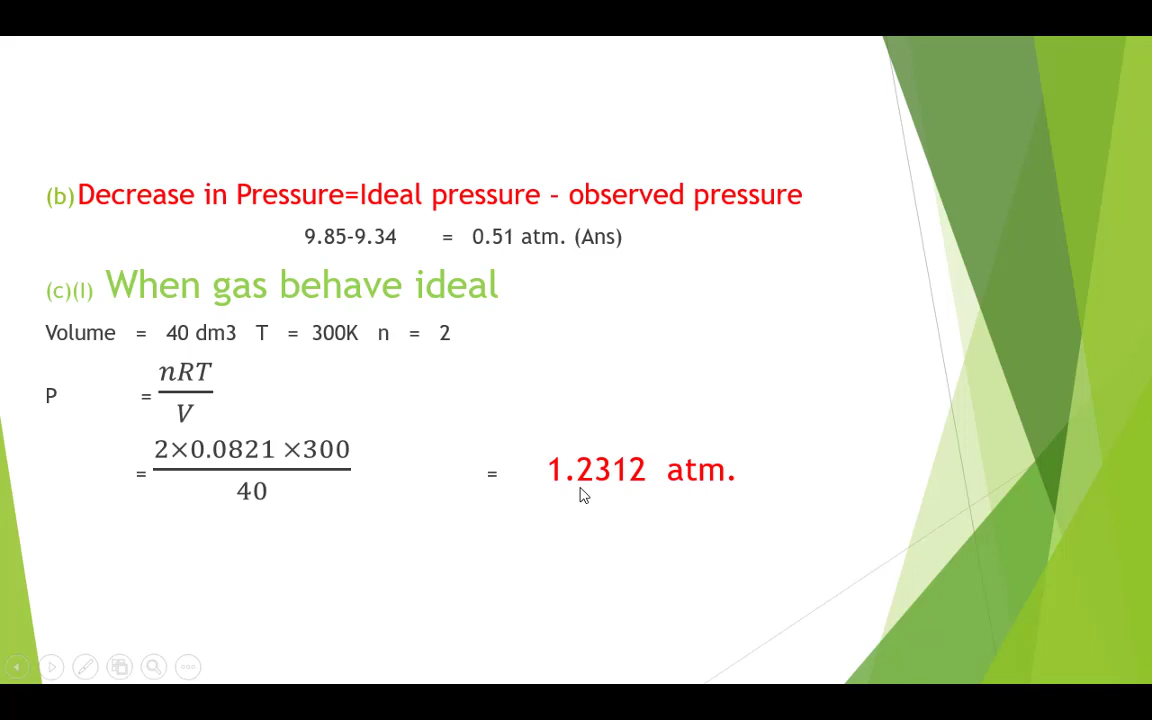 (b) Decrease in Pressure=Ideal pressure – observed pressure
9.85-9.34 = 0.51 atm. (Ans)
(c)(I) When gas behave ideal
Volume = 40 dm3 T = 300K n = 2
P = nRT/V
= 2×0.0821 ×300/40 = 1.2312 atm.